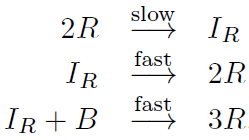 2R slow⟶ I_R
I_R fast⟶ 2R
I_R + B fast⟶ 3R